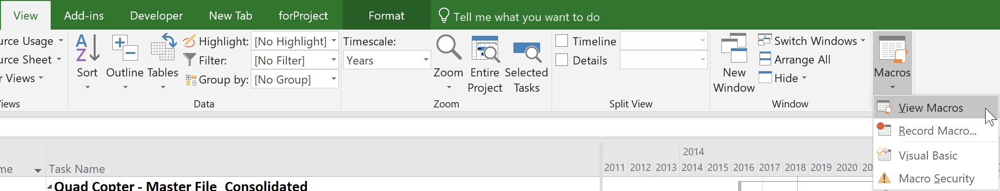 View Add-ins Developer New Tab forProject Format Tell me what you want to do
urce Usage
urce Sheet
r Views
iews
Sort
Outline
Tables
Highlight: [No Highlight]
Filter: [No Filter]
Group by: [No Group]
Data
Timescale:
Years
Zoom
Entire
Project
Selected
Tasks
Zoom
Timeline
Details
Split View
New
Window
Switch Windows
Arrange All
Hide
Window
Macros
View Macros
Record Macro...
Visual Basic
Macro Security
me
Task Name
2014
2011 2012 2013 2014 2015 2016 2017 2018 2019 2020 20
Quad Copter - Master File_Consolidated